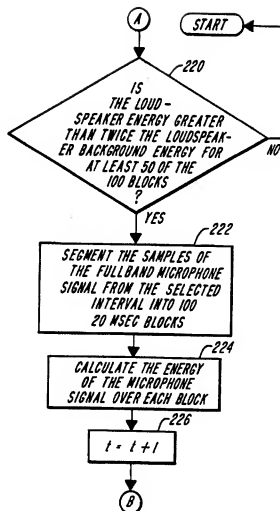 A
START
220
IS
THE LOUD-
SPEAKER ENERGY GREATER
THAN TWICE THE LOUDSPEAK-
ER BACKGROUND ENERGY FOR
AT LEAST 50 OF THE
100 BLOCKS
?
NO
YES
222
SEGMENT THE SAMPLES OF
THE FULLBAND MICROPHONE
SIGNAL FROM THE SELECTED
INTERVAL INTO 100
20 MSEC BLOCKS
224
CALCULATE THE ENERGY
OF THE MICROPHONE
SIGNAL OVER EACH BLOCK
226
t = t+1
B